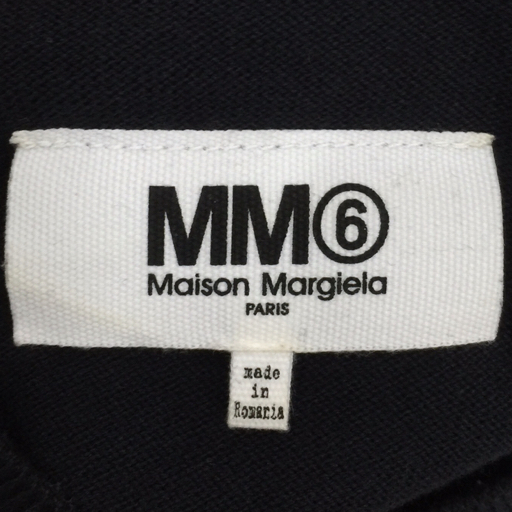 MM⑥
Maison Margiela
PARIS
made
in
Romania